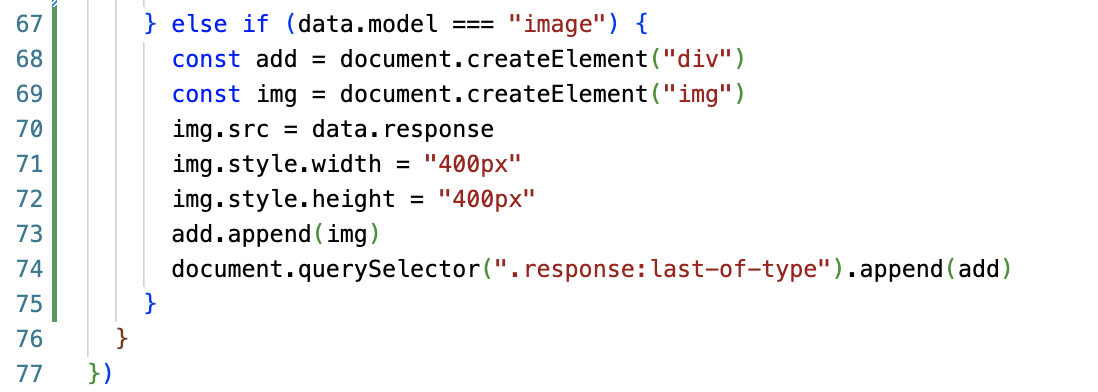 67 } else if (data.model === "image") {
68 const add = document.createElement("div")
69 const img = document.createElement("img")
70 img.src = data.response
71 img.style.width = "400px"
72 img.style.height = "400px"
73 add.append(img)
74 document.querySelector(".response:last-of-type").append(add)
75 }
76 }
77 })